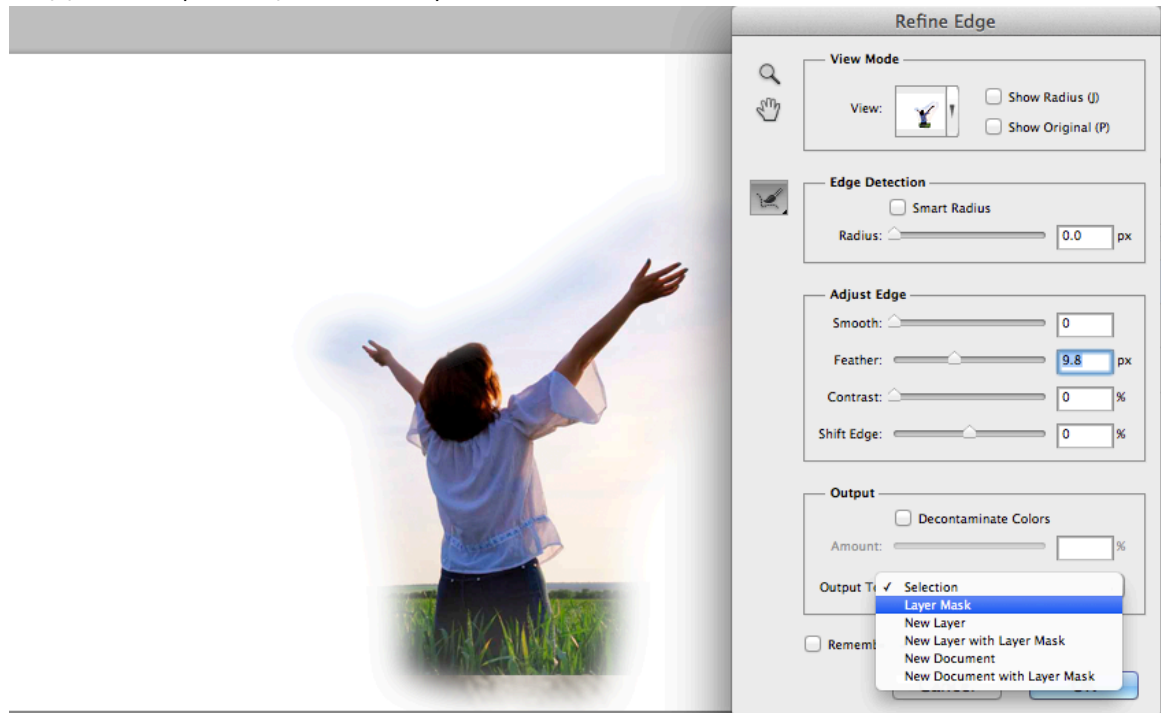 Refine Edge
View Mode
View:
Show Radius (J)
Show Original (P)
Edge Detection
Smart Radius
Radius: 0.0 px
Adjust Edge
Smooth: 0
Feather: 9.8 px
Contrast: 0 %
Shift Edge: 0 %
Output
Decontaminate Colors
Amount: %
Output
✓ Selection
Layer Mask
New Layer
New Layer with Layer Mask
New Document
New Document with Layer Mask